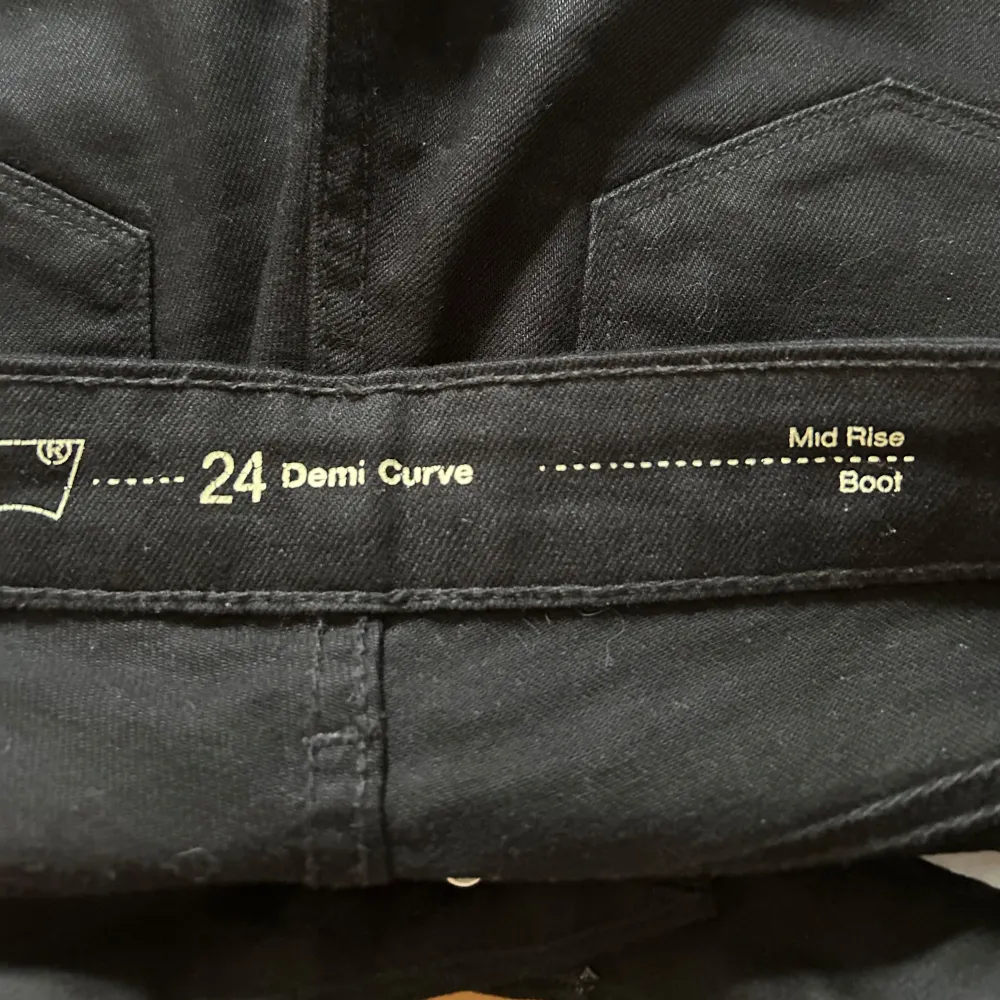 ®
24 Demi Curve
Mid Rise
Boot